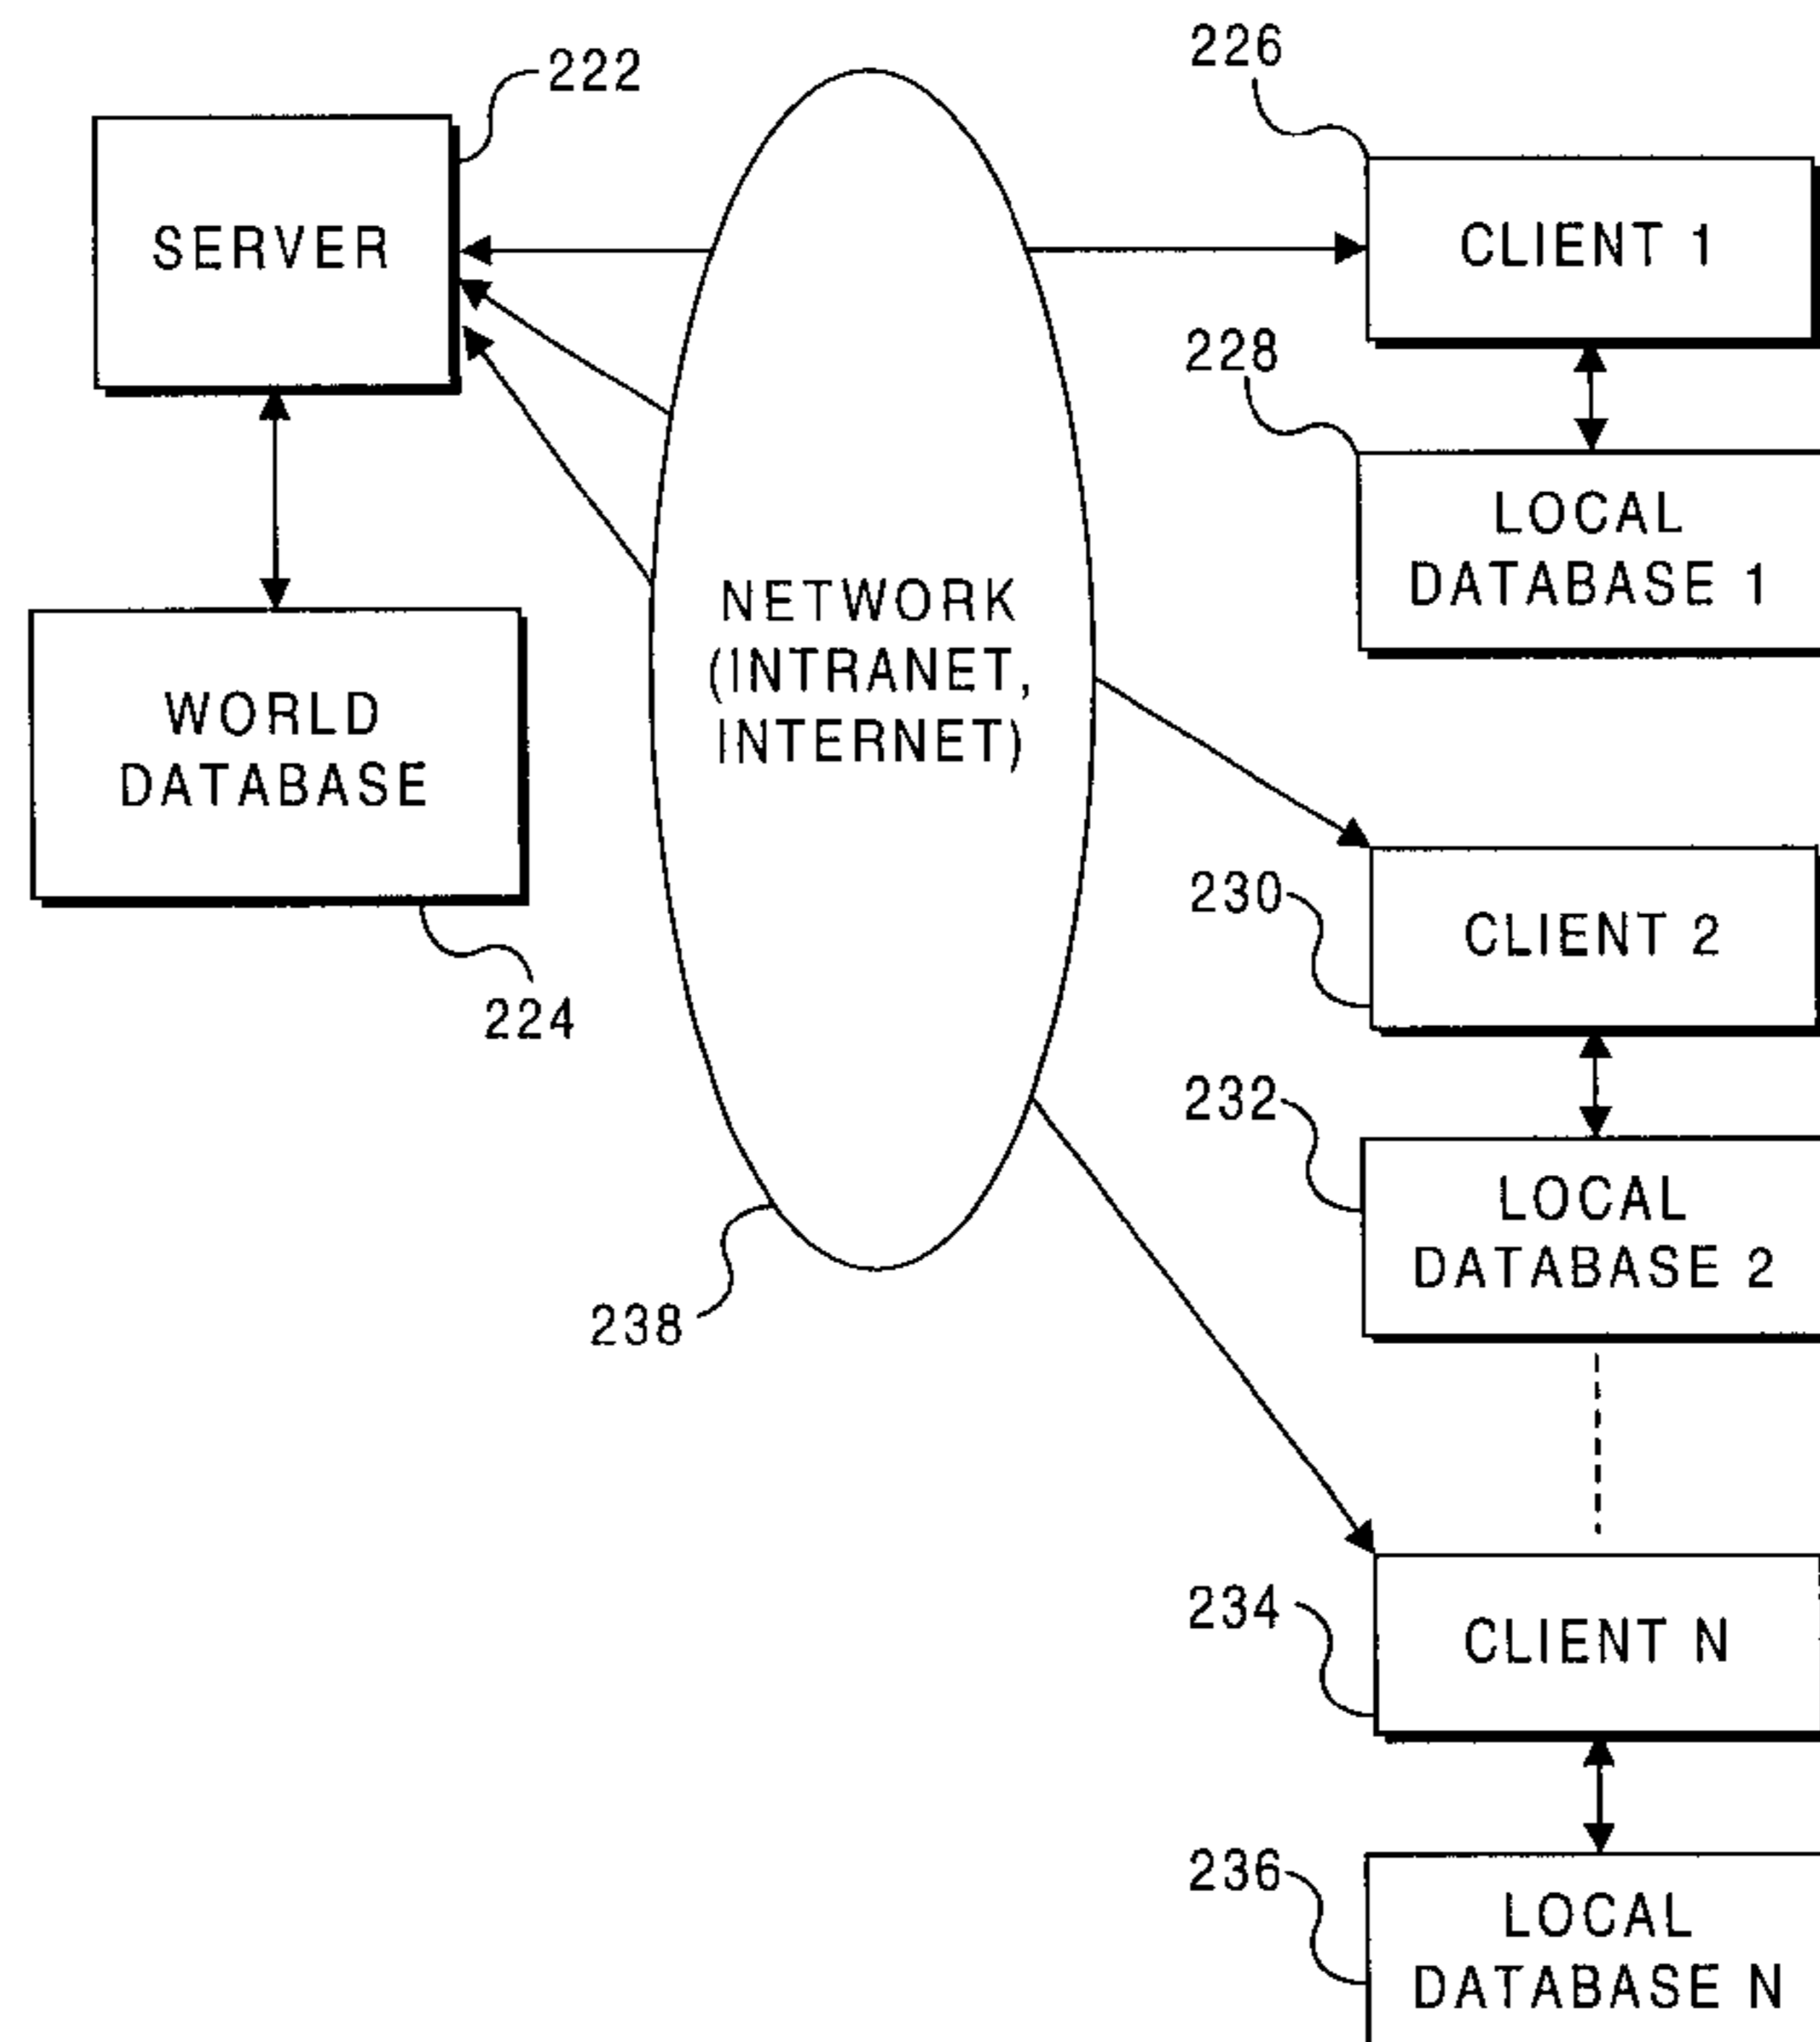 222
SERVER
WORLD
DATABASE
224
NETWORK
(INTRANET,
INTERNET)
238
226
CLIENT 1
228
LOCAL
DATABASE 1
230
CLIENT 2
232
LOCAL
DATABASE 2
234
CLIENT N
236
LOCAL
DATABASE N